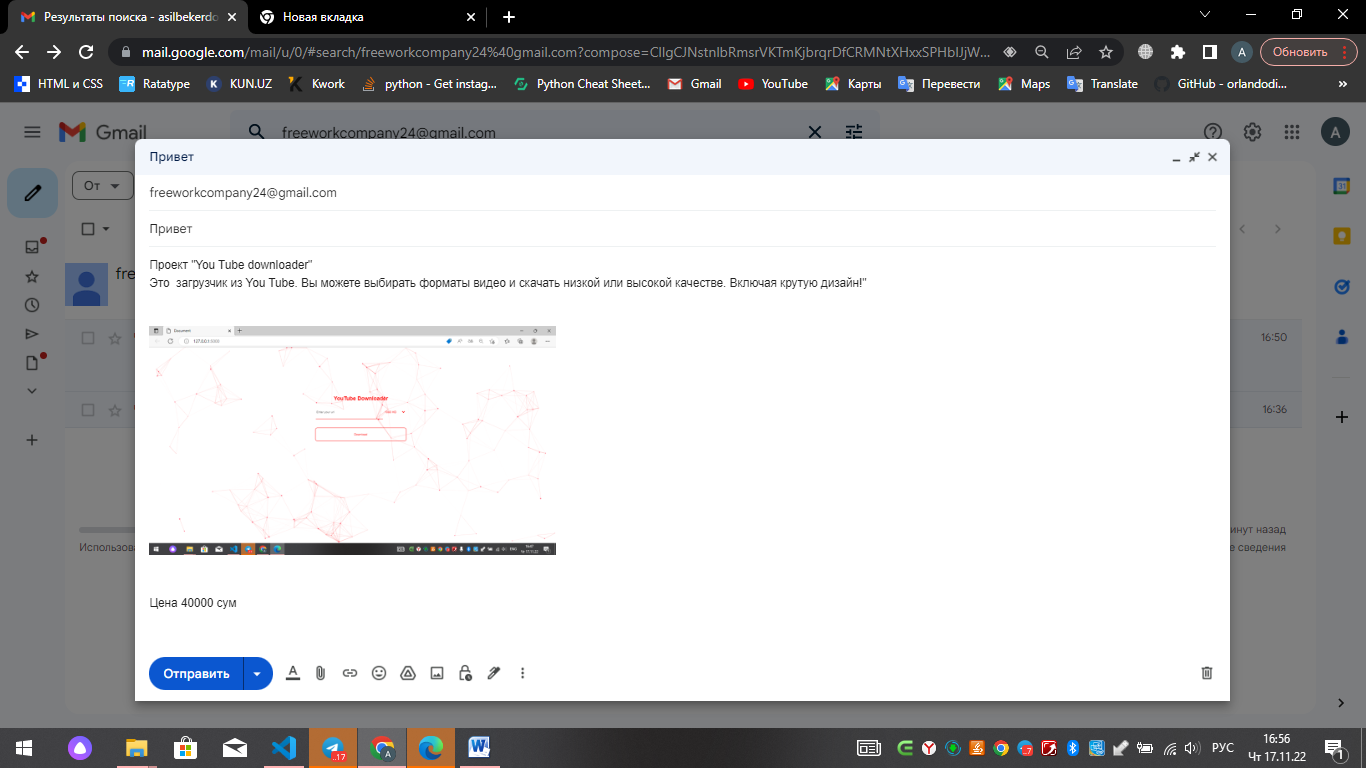 Результаты поиска - asilbekerdo
Новая вкладка
mail.google.com/mail/u/0/#search/freeworkcompany24%40gmail.com?compose=CllgCJNstnlbRmsrVKTmKjbrqrDfCRMNtXHxxSPHbIJjW...
A
Обновить
HTML и CSS
Ratatype
KUN.UZ
Kwork
python - Get instag...
Python Cheat Sheet...
Gmail
YouTube
Карты
Перевести
Maps
Translate
GitHub - orlandodi...
»
Gmail
freeworkcompany24@gmail.com
A
Привет
От
freeworkcompany24@gmail.com
Привет
Проект "You Tube downloader"
Это  загрузчик из You Tube. Вы можете выбирать форматы видео и скачать низкой или высокой качестве. Включая крутую дизайн!"
fre
16:50
Document
127.0.0.1:5000
YouTube Downloader
16:36
Download
инут назад
Использова
е сведения
Цена 40000 сум
Отправить
17
РУС
16:56
Чт 17.11.22
1